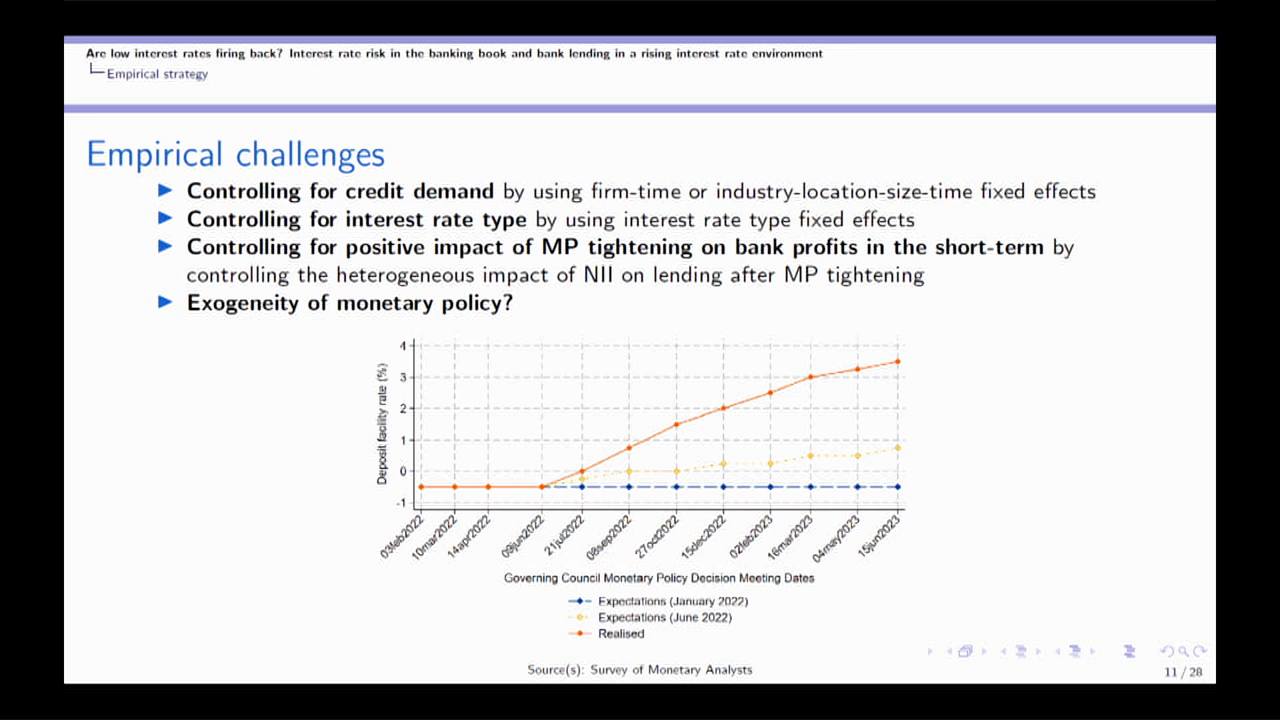 Are low interest rates firing back? Interest rate risk in the banking book and bank lending in a rising interest rate environment
Empirical strategy
Empirical challenges
Controlling for credit demand by using firm-time or industry-location-size-time fixed effects
Controlling for interest rate type by using interest rate type fixed effects
Controlling for positive impact of MP tightening on bank profits in the short-term by
controlling the heterogeneous impact of NII on lending after MP tightening
Exogeneity of monetary policy?
Deposit facility rate (%)
4
3
2
1
0
-1
03feb2022
10mar2022
14apr2022
09jun2022
21jul2022
08sep2022
27oct2022
15dec2022
02feb2023
16mar2023
04may2023
15jun2023
Governing Council Monetary Policy Decision Meeting Dates
Expectations (January 2022)
Expectations (June 2022)
Realised
Source(s): Survey of Monetary Analysts
11 / 28